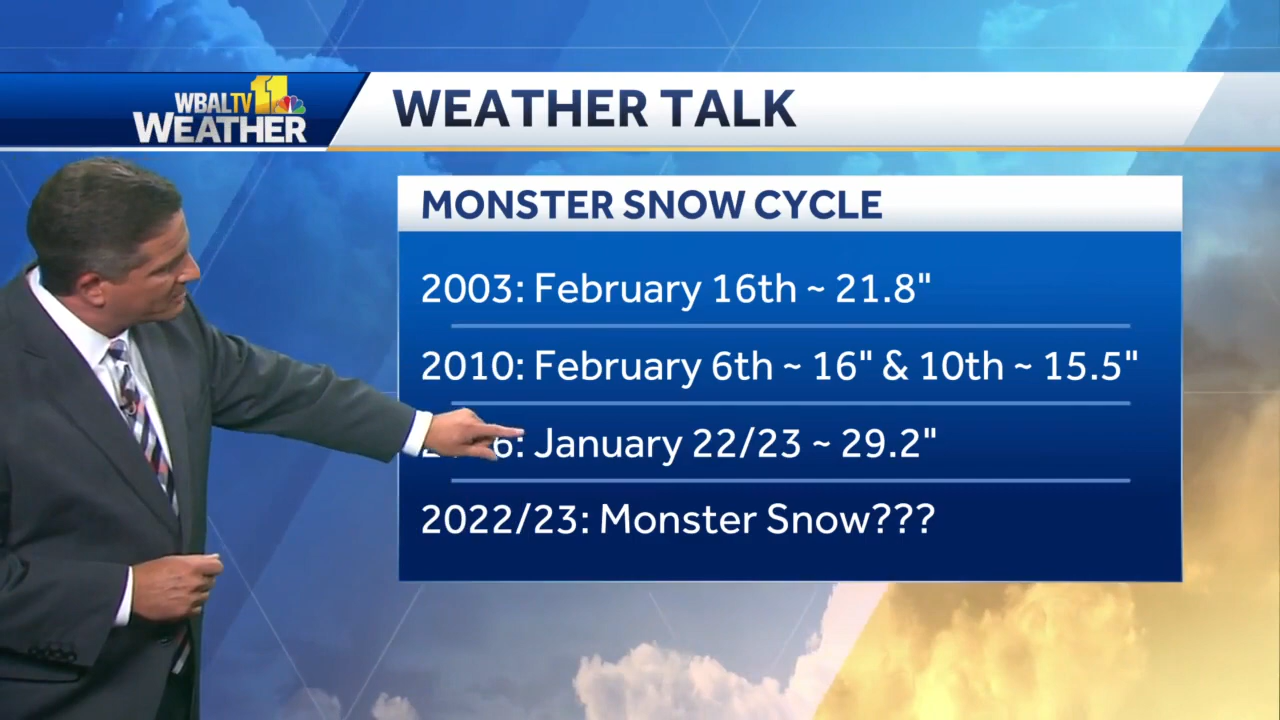 WBALTV 11
WEATHER
WEATHER TALK
MONSTER SNOW CYCLE
2003: February 16th ~ 21.8"
2010: February 6th ~ 16" & 10th ~ 15.5"
January 22/23 ~ 29.2"
2022/23: Monster Snow???